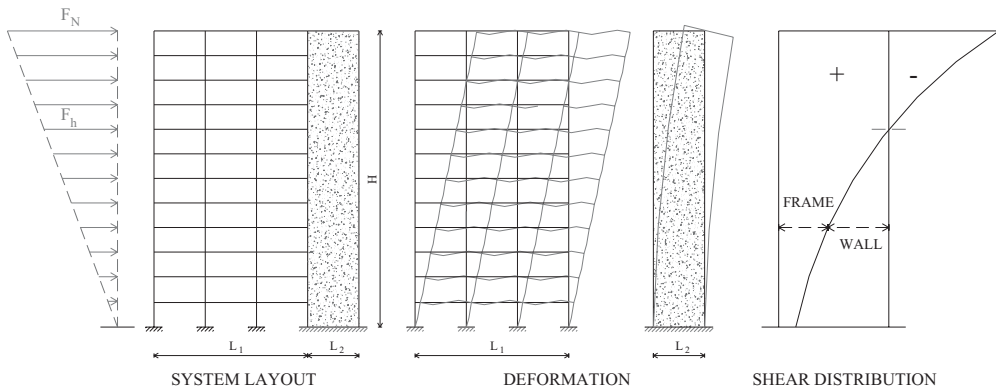 F_N
F_h
H
+
-
FRAME
WALL
L_1
L_2
L_1
L_2
SYSTEM LAYOUT
DEFORMATION
SHEAR DISTRIBUTION